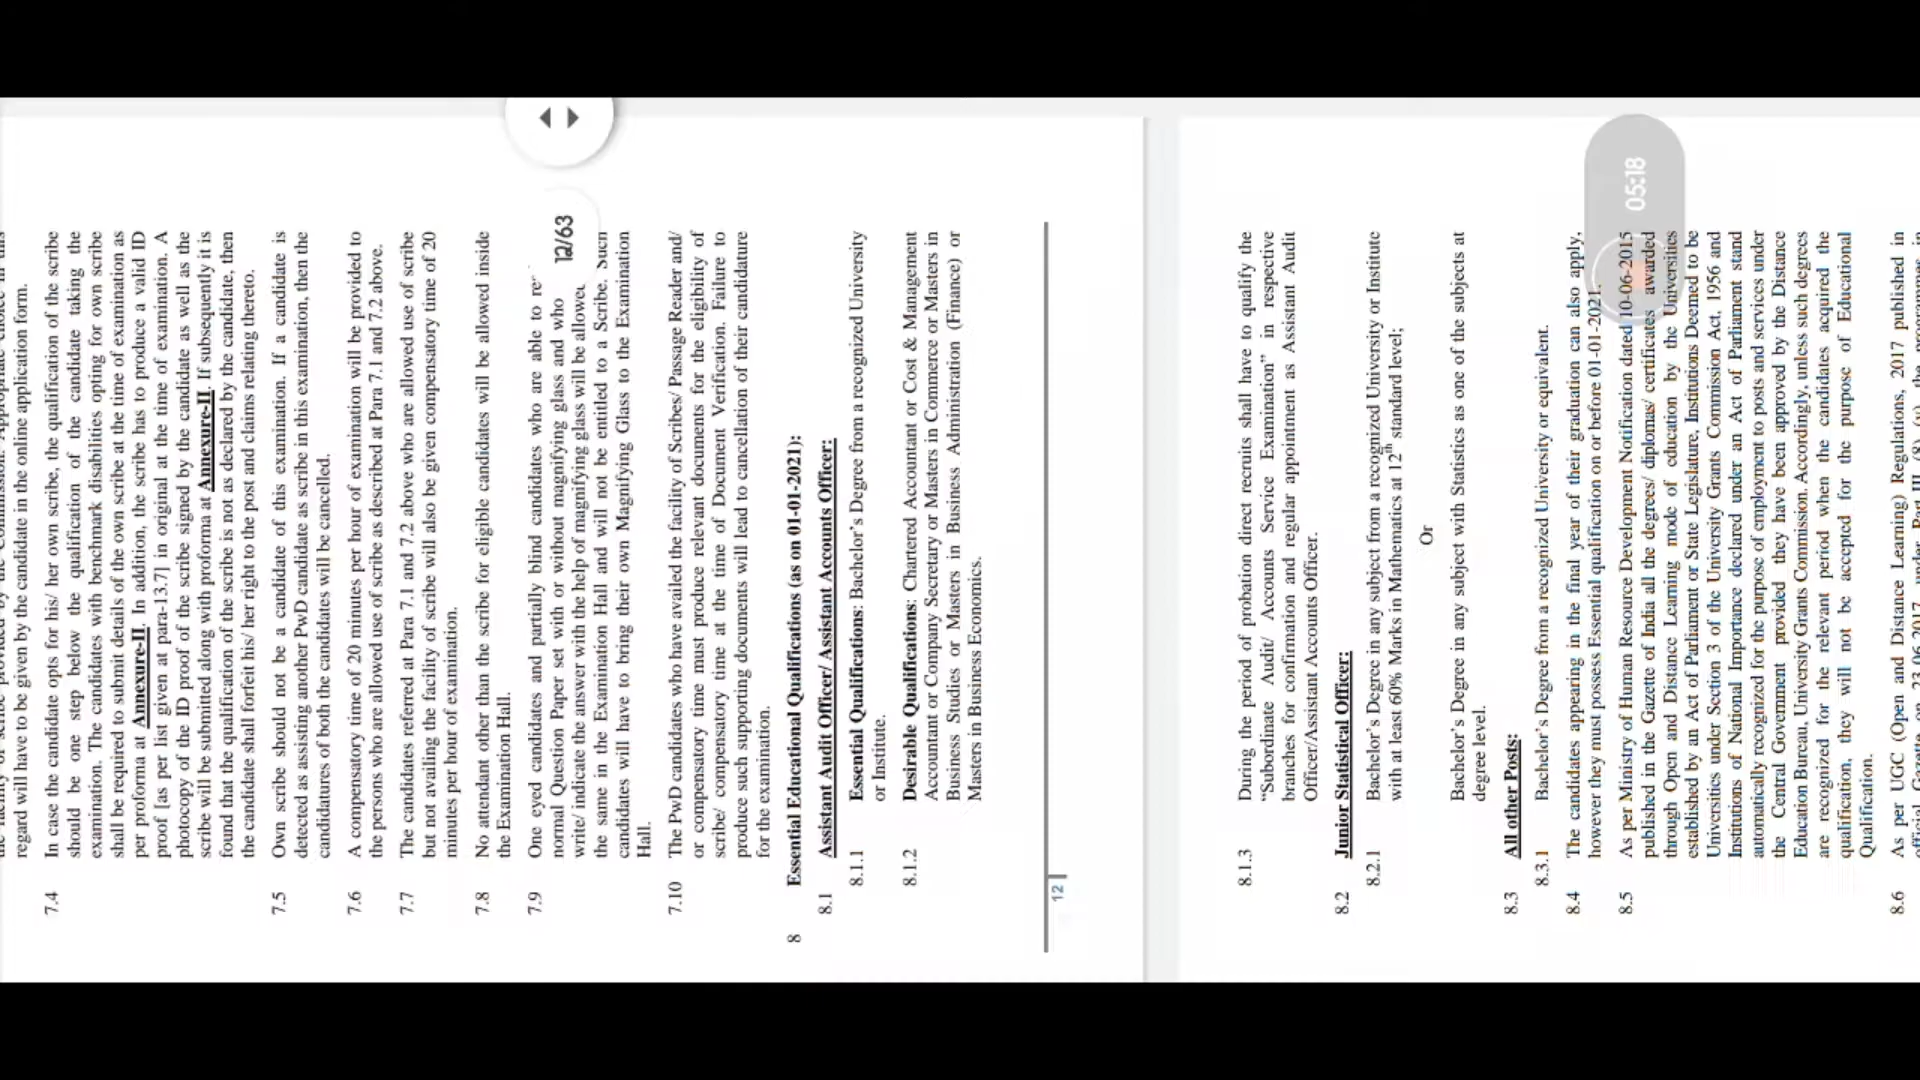 regard will have to be given by the candidate in the online application form.
7.4 In case the candidate opts for his/ her own scribe, the qualification of the scribe
should be one step below the qualification of the candidate taking the
examination. The candidates with benchmark disabilities opting for own scribe
shall be required to submit details of the own scribe at the time of examination as
per proforma at Annexure-II. In addition, the scribe has to produce a valid ID
proof [as per list given at para-13.7] in original at the time of examination. A
photocopy of the ID proof of the scribe signed by the candidate as well as the
scribe will be submitted along with proforma at Annexure-II. If subsequently it is
found that the qualification of the scribe is not as declared by the candidate, then
the candidate shall forfeit his/ her right to the post and claims relating thereto.
7.5 Own scribe should not be a candidate of this examination. If a candidate is
detected as assisting another PwD candidate as scribe in this examination, then the
candidatures of both the candidates will be cancelled.
7.6 A compensatory time of 20 minutes per hour of examination will be provided to
the persons who are allowed use of scribe as described at Para 7.1 and 7.2 above.
7.7 The candidates referred at Para 7.1 and 7.2 above who are allowed use of scribe
but not availing the facility of scribe will also be given compensatory time of 20
minutes per hour of examination.
7.8 No attendant other than the scribe for eligible candidates will be allowed inside
the Examination Hall.
7.9 One eyed candidates and partially blind candidates who are able to
normal Question Paper set with or without magnifying glass and who
write/ indicate the answer with the help of magnifying glass will be
the same in the Examination Hall and will not be entitled to a Scribe. Such
candidates will have to bring their own Magnifying Glass to the Examination
Hall.
12/63
7.10 The PwD candidates who have availed the facility of Scribes/ Passage Reader and/
or compensatory time must produce relevant documents for the eligibility of
scribe/ compensatory time at the time of Document Verification. Failure to
produce such supporting documents will lead to cancellation of their candidature
for the examination.
8 Essential Educational Qualifications (as on 01-01-2021):
8.1 Assistant Audit Officer/ Assistant Accounts Officer:
8.1.1 Essential Qualifications: Bachelor's Degree from a recognized University
or Institute.
8.1.2 Desirable Qualifications: Chartered Accountant or Cost & Management
Accountant or Company Secretary or Masters in Commerce or Masters in
Business Studies or Masters in Business Administration (Finance) or
Masters in Business Economics.
12
8.1.3 During the period of probation direct recruits shall have to qualify the
“Subordinate Audit/ Accounts Service Examination” in respective
branches for confirmation and regular appointment as Assistant Audit
Officer/Assistant Accounts Officer.
8.2 Junior Statistical Officer:
8.2.1 Bachelor's Degree in any subject from a recognized University or Institute
with at least 60% Marks in Mathematics at 12th standard level;
Or
Bachelor's Degree in any subject with Statistics as one of the subjects at
degree level.
8.3 All other Posts:
8.3.1 Bachelor's Degree from a recognized University or equivalent.
8.4 The candidates appearing in the final year of their graduation can also apply,
however they must possess Essential qualification on or before 01-01-2021.
05:18
8.5 As per Ministry of Human Resource Development Notification dated 10-06-2015
published in the Gazette of India all the degrees/ diplomas/ certificates awarded
through Open and Distance Learning mode of education by the Universities
established by an Act of Parliament or State Legislature, Institutions Deemed to be
Universities under Section 3 of the University Grants Commission Act, 1956 and
Institutions of National Importance declared under an Act of Parliament stand
automatically recognized for the purpose of employment to posts and services under
the Central Government provided they have been approved by the Distance
Education Bureau, University Grants Commission. Accordingly, unless such degrees
are recognized for the relevant period when the candidates acquired the
qualification, they will not be accepted for the purpose of Educational
Qualification.
8.6 As per UGC (Open and Distance Learning) Regulations, 2017 published in